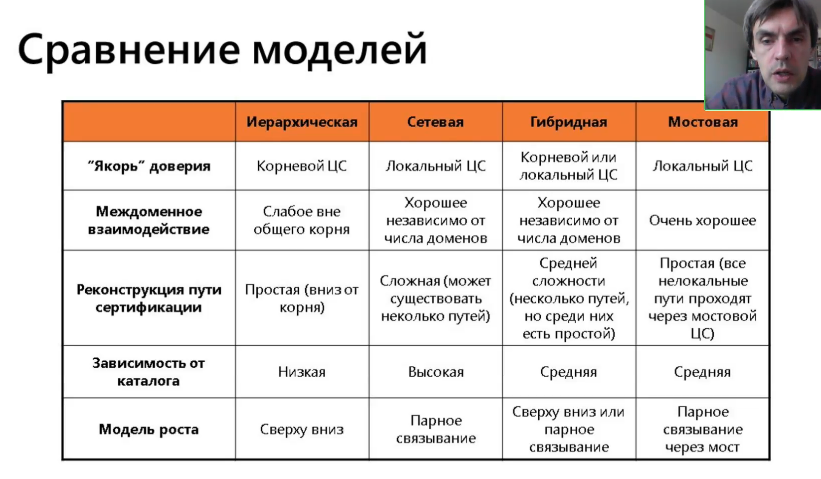 Сравнение моделей
Иерархическая Сетевая Гибридная Мостовая
“Якорь” доверия Корневой ЦС Локальный ЦС Корневой или локальный ЦС Локальный ЦС
Междоменное взаимодействие Слабое вне общего корня Хорошее независимо от числа доменов Хорошее независимо от числа доменов Очень хорошее
Реконструкция пути сертификации Простая (вниз от корня) Сложная (может существовать неколько путей) Средней сложности (несколько путей, но среди них есть простой) Простая (все нелокальные пути проходят через мостовой ЦС)
Зависимость от каталога Низкая Высокая Средняя Средняя
Модель роста Сверху вниз Парное связывание Сверху вниз или парное связывание Парное связывание через мост